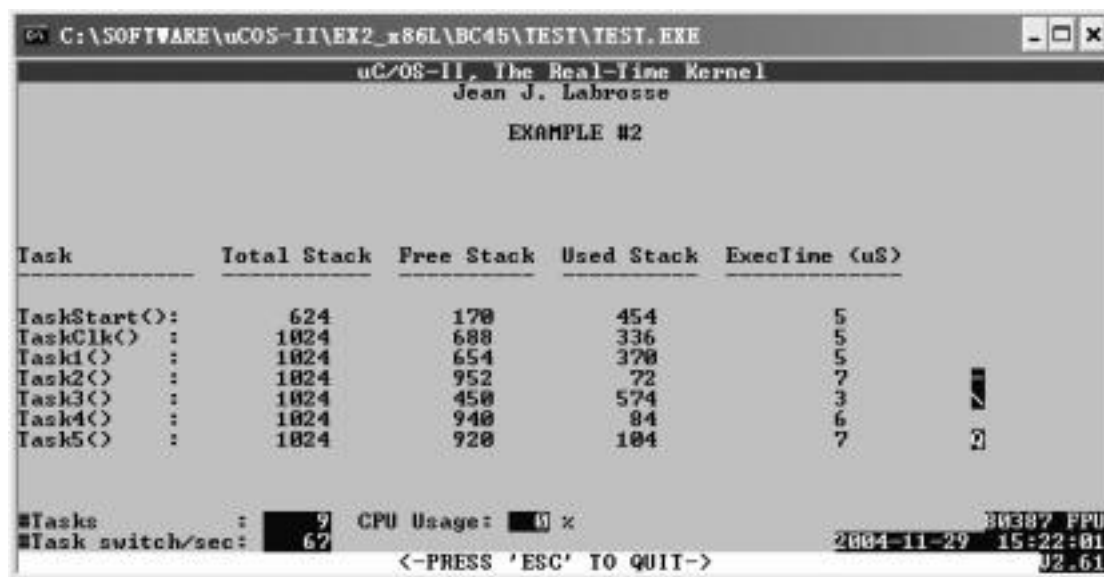 C:\SOFTWARE\uCOS-II\EX2_x86L\BC45\TEST\TEST.EXE
uC/OS-II, The Real-Time Kernel
Jean J. Labrosse
EXAMPLE #2
Task Total Stack Free Stack Used Stack ExecTime (uS)
------------- ----------- ----------- ----------- -------------
TaskStart(): 624 170 454 5
TaskClk() : 1024 688 336 5
Task1() : 1024 654 370 5
Task2() : 1024 952 72 7
Task3() : 1024 450 574 3 \
Task4() : 1024 940 84 6
Task5() : 1024 920 104 7
#Tasks : 9 CPU Usage: 0 % 80387 FPU
#Task switch/sec: 67 2004-11-29 15:22:01
<-PRESS 'ESC' TO QUIT-> V2.61